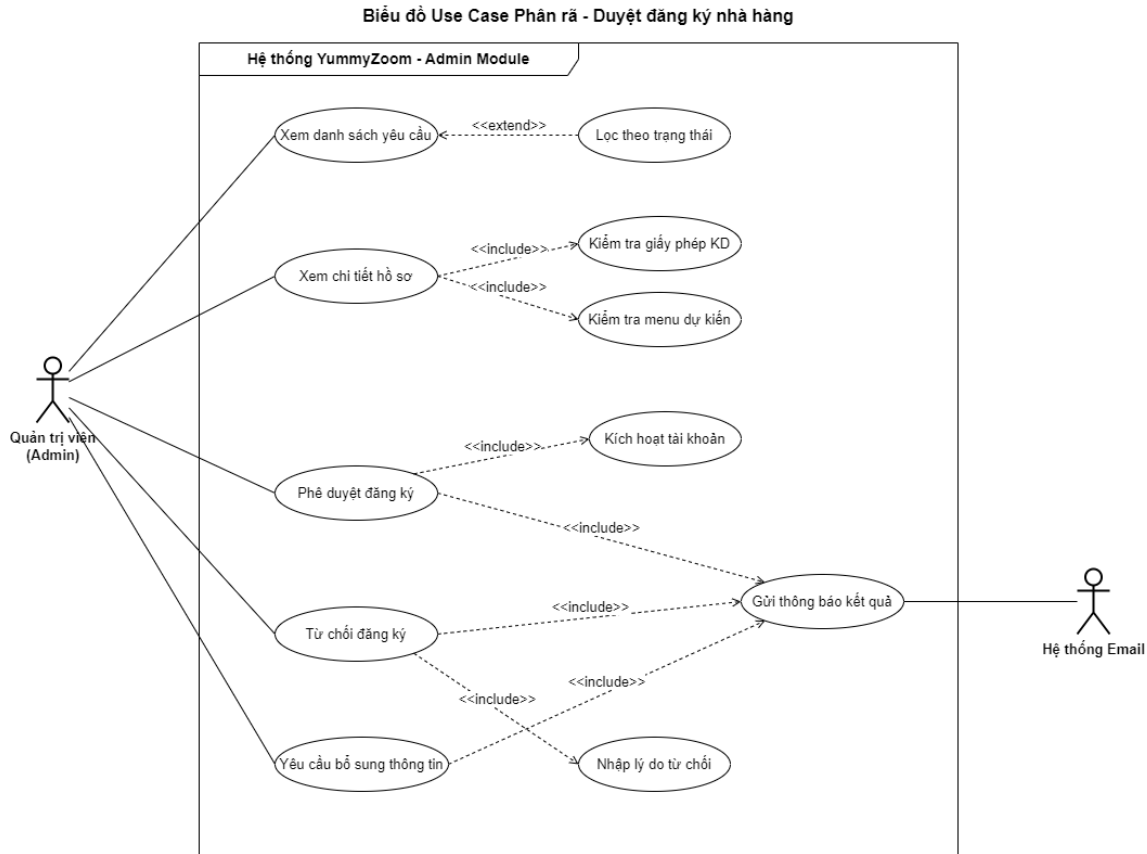 Biểu đồ Use Case Phân rã - Duyệt đăng ký nhà hàng
Hệ thống YummyZoom - Admin Module
Xem danh sách yêu cầu
<<extend>>
Lọc theo trạng thái
Xem chi tiết hồ sơ
<<include>>
Kiểm tra giấy phép KD
<<include>>
Kiểm tra menu dự kiến
Quản trị viên
(Admin)
Phê duyệt đăng ký
<<include>>
Kích hoạt tài khoản
<<include>>
Gửi thông báo kết quả
Hệ thống Email
Từ chối đăng ký
<<include>>
<<include>>
<<include>>
Yêu cầu bổ sung thông tin
Nhập lý do từ chối